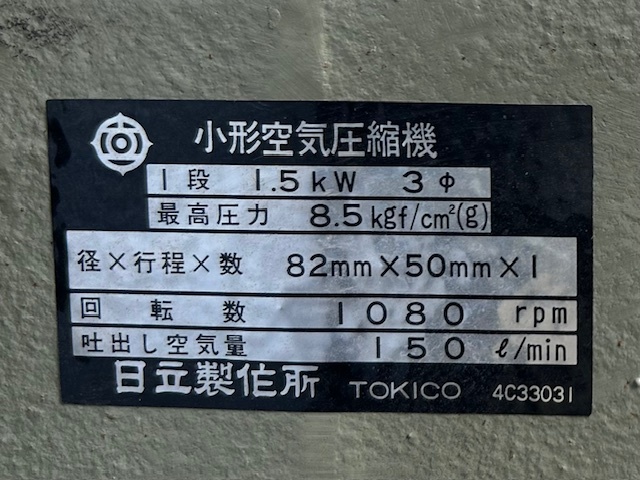 小形空気圧縮機
1段 1.5kW 3φ
最高圧力 8.5kgf/cm²(g)
径×行程×数 82mm×50mm×1
回転数 1080 rpm
吐出し空気量 150 ℓ/min
日立製作所 TOKICO 4C33031